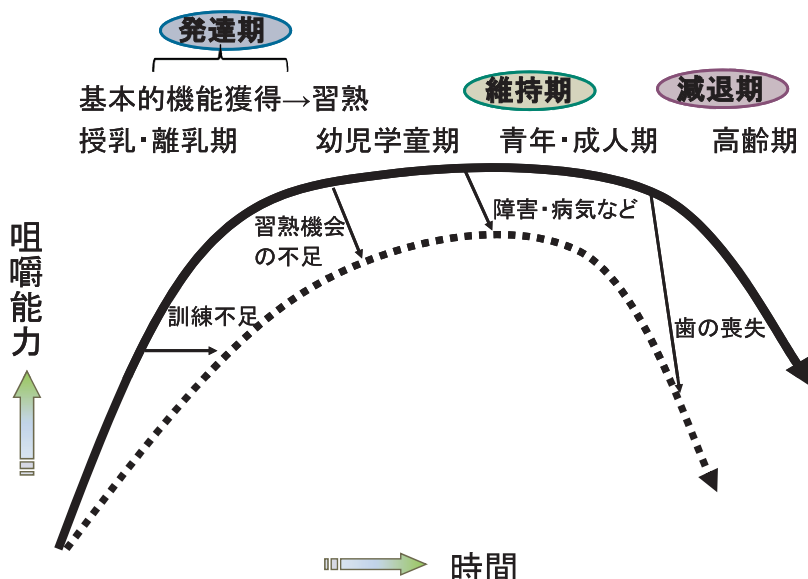 発達期
維持期
減退期
基本的機能獲得→習熟
授乳・離乳期
幼児学童期
青年・成人期
高齢期
咀嚼能力
習熟機会
の不足
障害・病気など
訓練不足
歯の喪失
時間